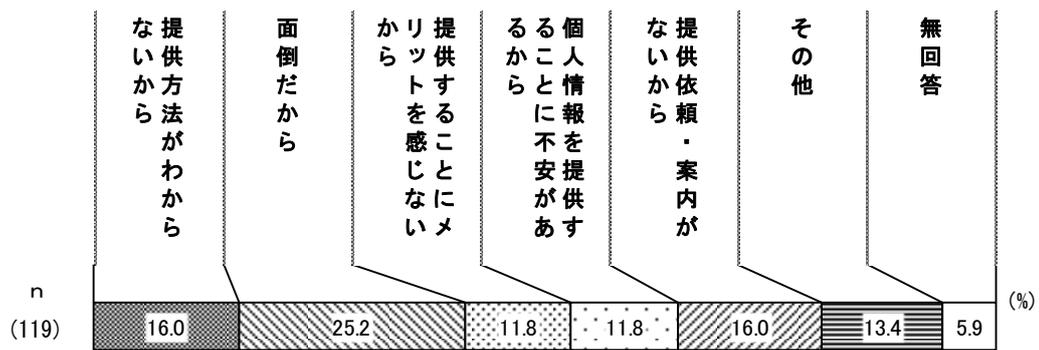 提供方法がわから
ないから
面倒だから
提供することにメ
リットを感じない
から
個人情報を提供す
ることに不安があ
るから
提供依頼・案内が
ないから
その他
無回答
n
(119)
16.0
25.2
11.8
11.8
16.0
13.4
5.9
(%)